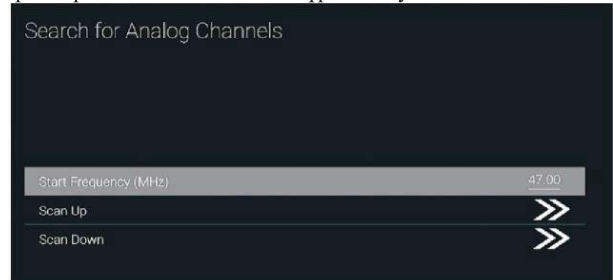 Search for Analog Channels
Start Frequency (MHz) 47.00
Scan Up
Scan Down